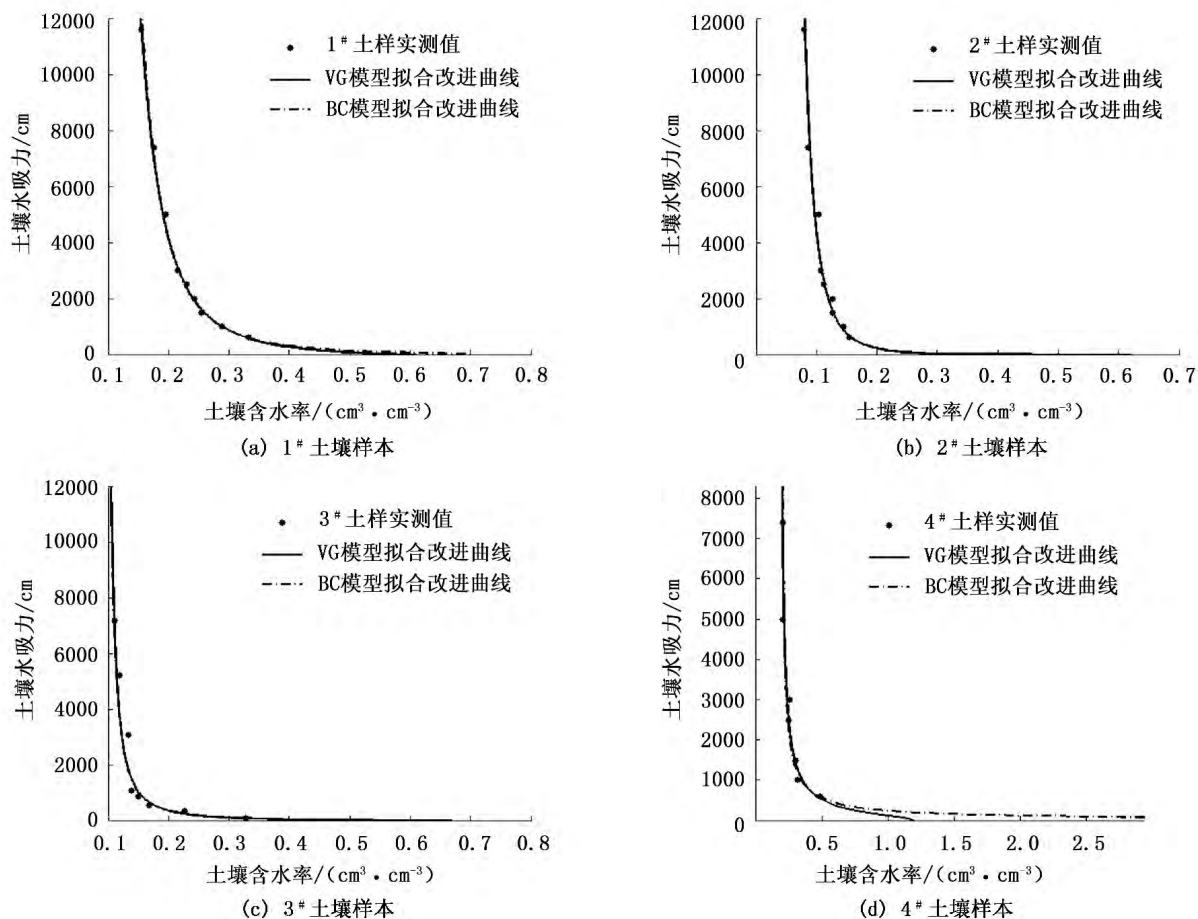 12000
10000
8000
6000
4000
2000
0
土壤水吸力/cm
1#土样实测值
VG模型拟合改进曲线
BC模型拟合改进曲线
0.1 0.2 0.3 0.4 0.5 0.6 0.7 0.8
土壤含水率/(cm³·cm⁻³)
(a) 1#土壤样本
12000
10000
8000
6000
4000
2000
0
土壤水吸力/cm
2#土样实测值
VG模型拟合改进曲线
BC模型拟合改进曲线
0.1 0.2 0.3 0.4 0.5 0.6 0.7
土壤含水率/(cm³·cm⁻³)
(b) 2#土壤样本
12000
10000
8000
6000
4000
2000
0
土壤水吸力/cm
3#土样实测值
VG模型拟合改进曲线
BC模型拟合改进曲线
0.1 0.2 0.3 0.4 0.5 0.6 0.7 0.8
土壤含水率/(cm³·cm⁻³)
(c) 3#土壤样本
8000
7000
6000
5000
4000
3000
2000
1000
0
土壤水吸力/cm
4#土样实测值
VG模型拟合改进曲线
BC模型拟合改进曲线
0.5 1.0 1.5 2.0 2.5
土壤含水率/(cm³·cm⁻³)
(d) 4#土壤样本